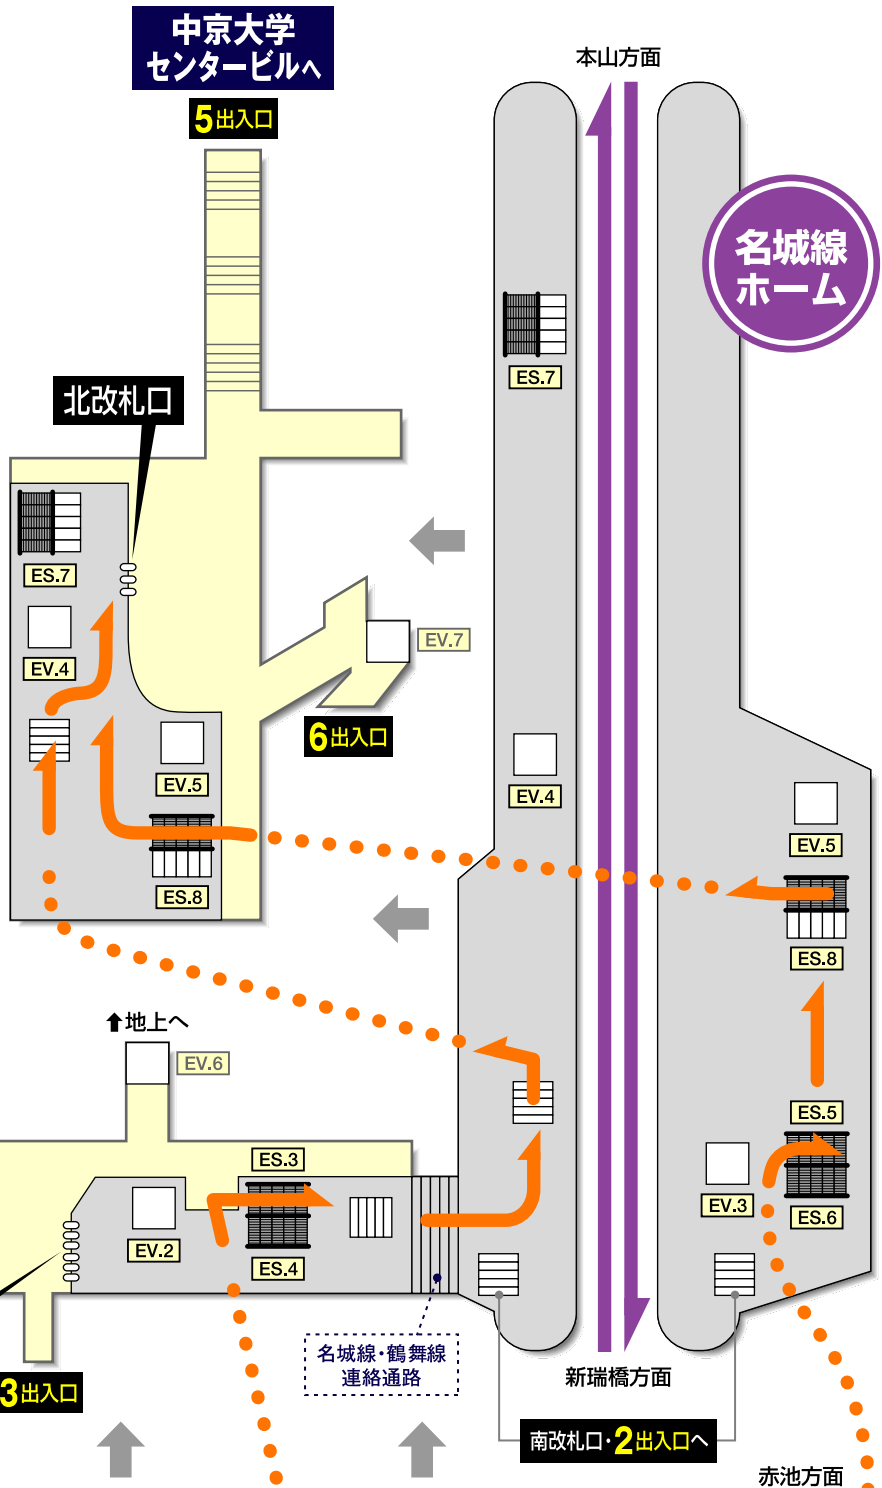 中京大学
センタービルへ
5出入口
本山方面
名城線
ホーム
ES.7
北改札口
ES.7
EV.4
EV.7
6出入口
EV.5
ES.8
EV.4
EV.5
ES.8
⬆地上へ
EV.6
ES.3
EV.2
ES.4
ES.5
EV.3
ES.6
名城線・鶴舞線
連絡通路
3出入口
新瑞橋方面
南改札口・2出入口へ
赤池方面